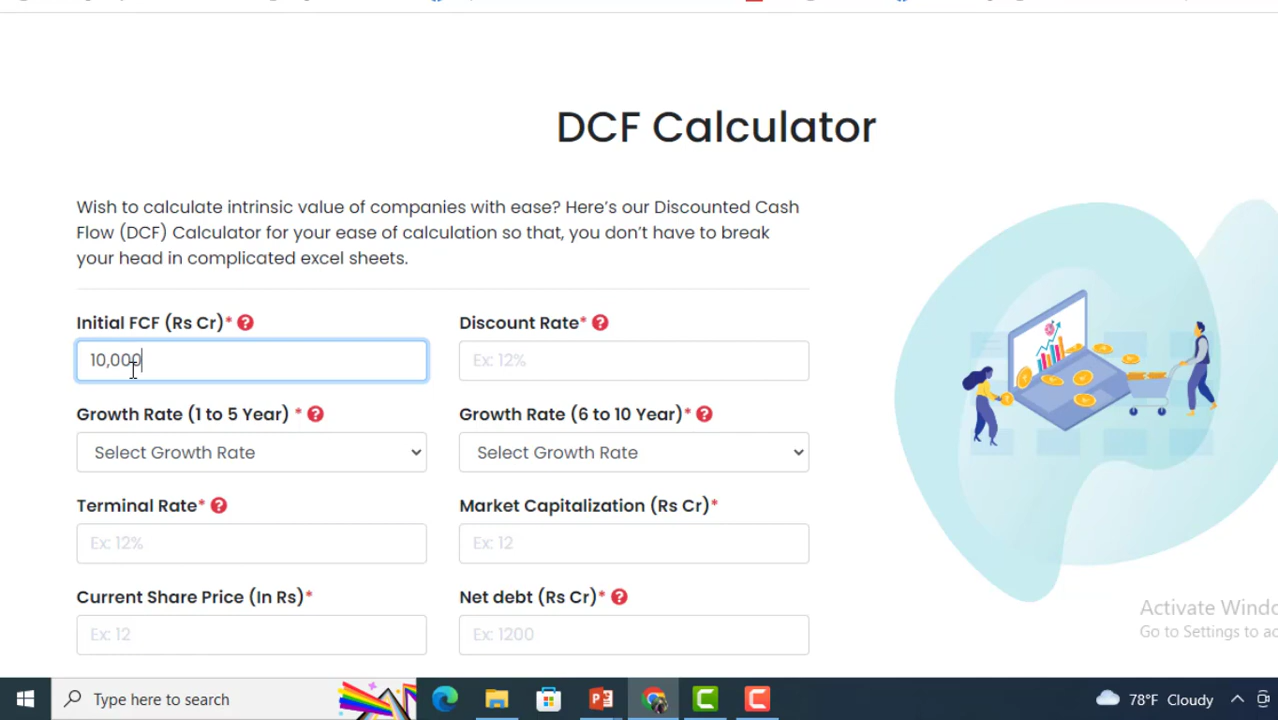 DCF Calculator
Wish to calculate intrinsic value of companies with ease? Here’s our Discounted Cash
Flow (DCF) Calculator for your ease of calculation so that, you don’t have to break
your head in complicated excel sheets.
Initial FCF (Rs Cr)* ?
10,000
Discount Rate* ?
Ex: 12%
Growth Rate (1 to 5 Year) * ?
Select Growth Rate
Growth Rate (6 to 10 Year)* ?
Select Growth Rate
Terminal Rate* ?
Ex: 12%
Market Capitalization (Rs Cr)*
Ex: 12
Current Share Price (In Rs)*
Ex: 12
Net debt (Rs Cr)* ?
Ex: 1200
Activate Windo
Go to Settings to ac
Type here to search
78°F Cloudy